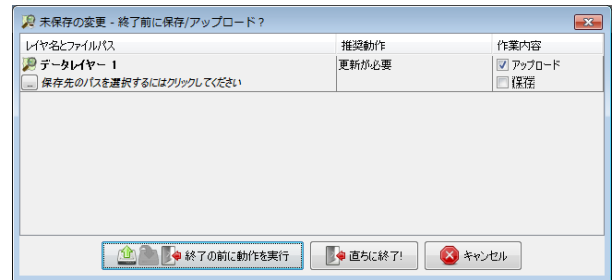 未保存の変更 - 終了前に保存/アップロード？
レイヤ名とファイルパス 推奨動作 作業内容
データレイヤー 1 更新が必要 アップロード
... 保存先のパスを選択するにはクリックしてください 保存
終了の前に動作を実行 直ちに終了! キャンセル